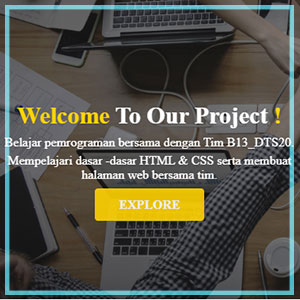 Welcome To Our Project !
Belajar pemrograman bersama dengan Tim B13_DTS20.
Mempelajari dasar -dasar HTML & CSS serta membuat
halaman web bersama tim.
EXPLORE